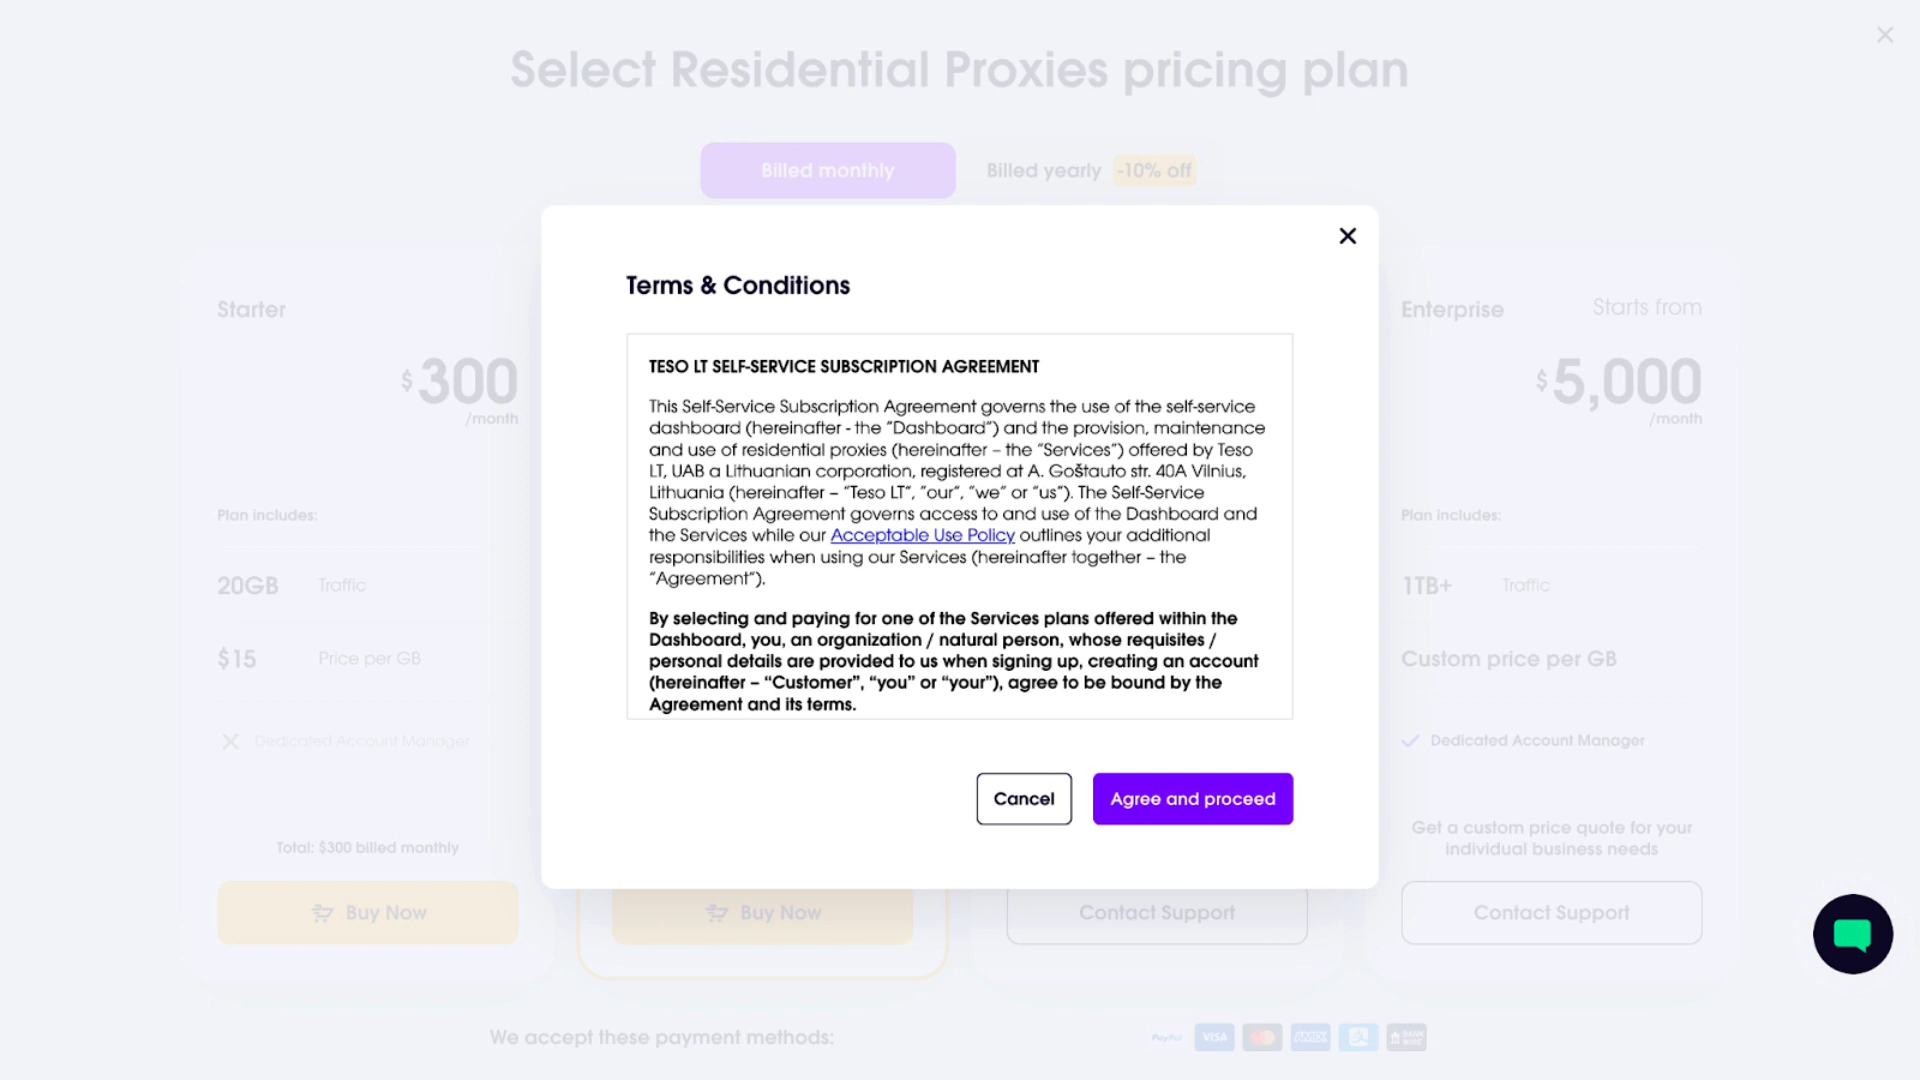 Select Residential Proxies pricing plan
Billed monthly
Billed yearly -10% off
Terms & Conditions
TESO LT SELF-SERVICE SUBSCRIPTION AGREEMENT
This Self-Service Subscription Agreement governs the use of the self-service
dashboard (hereinafter - the “Dashboard”) and the provision, maintenance
and use of residential proxies (hereinafter – the “Services”) offered by Teso
LT, UAB a Lithuanian corporation, registered at A. Goštauto str. 40A Vilnius,
Lithuania (hereinafter – “Teso LT”, “our”, “we” or “us”). The Self-Service
Subscription Agreement governs access to and use of the Dashboard and
the Services while our Acceptable Use Policy outlines your additional
responsibilities when using our Services (hereinafter together – the
“Agreement”).
By selecting and paying for one of the Services plans offered within the
Dashboard, you, an organization / natural person, whose requisites /
personal details are provided to us when signing up, creating an account
(hereinafter – “Customer”, “you” or “your”), agree to be bound by the
Agreement and its terms.
Cancel
Agree and proceed
Starter
$300
/month
Plan includes:
20GB Traffic
$15 Price per GB
Dedicated Account Manager
Total: $300 billed monthly
Buy Now
Buy Now
Contact Support
Enterprise
Starts from
$5,000
/month
Plan includes:
1TB+ Traffic
Custom price per GB
Dedicated Account Manager
Get a custom price quote for your
individual business needs
Contact Support
We accept these payment methods:
PayPal VISA AMEX BANK WIRE